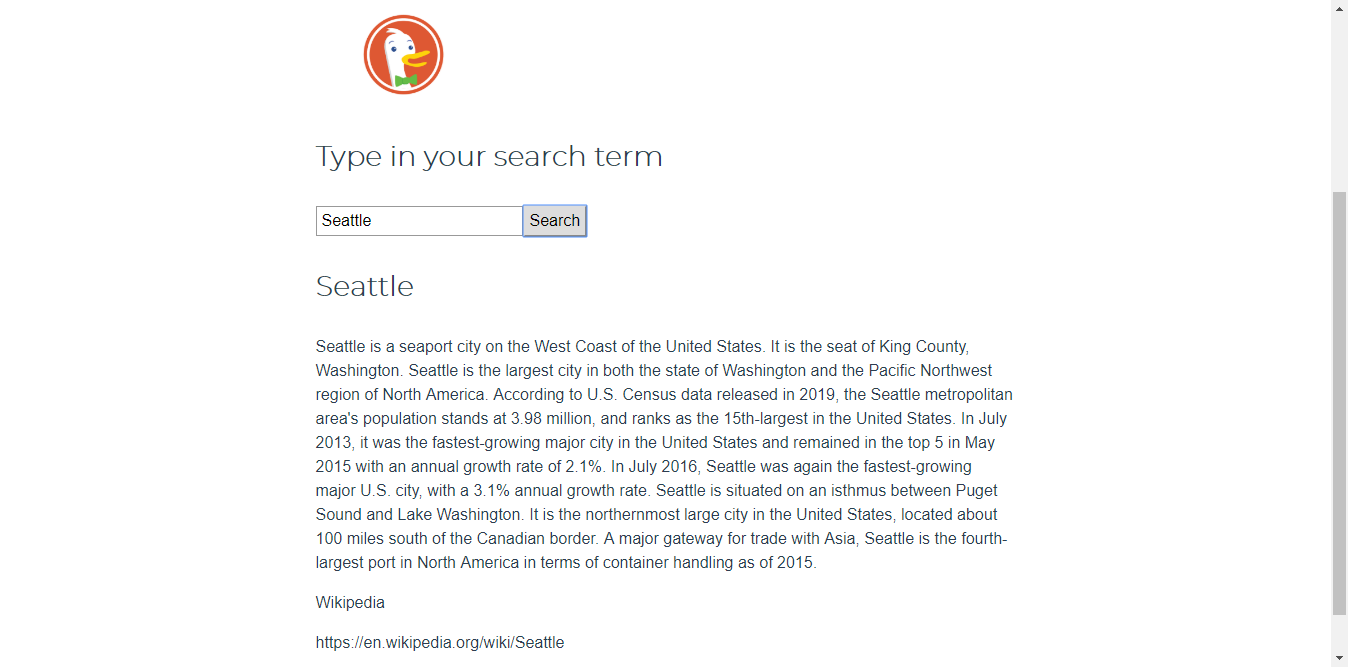 Type in your search term
Seattle Search
Seattle
Seattle is a seaport city on the West Coast of the United States. It is the seat of King County,
Washington. Seattle is the largest city in both the state of Washington and the Pacific Northwest
region of North America. According to U.S. Census data released in 2019, the Seattle metropolitan
area's population stands at 3.98 million, and ranks as the 15th-largest in the United States. In July
2013, it was the fastest-growing major city in the United States and remained in the top 5 in May
2015 with an annual growth rate of 2.1%. In July 2016, Seattle was again the fastest-growing
major U.S. city, with a 3.1% annual growth rate. Seattle is situated on an isthmus between Puget
Sound and Lake Washington. It is the northernmost large city in the United States, located about
100 miles south of the Canadian border. A major gateway for trade with Asia, Seattle is the fourth-
largest port in North America in terms of container handling as of 2015.
Wikipedia
https://en.wikipedia.org/wiki/Seattle